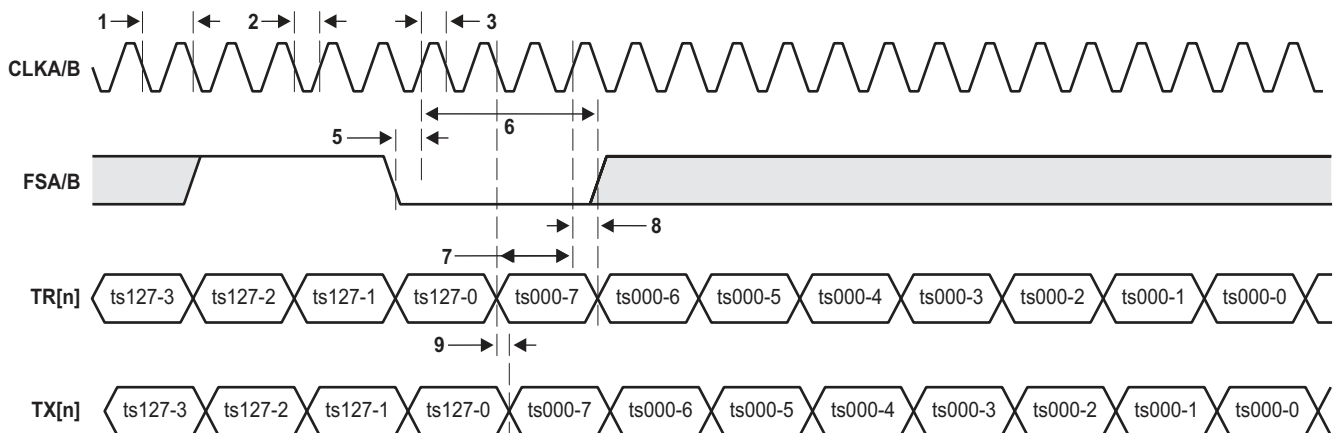 1 2 3
CLKA/B
6
5
FSA/B
8
7
TR[n] ts127-3 ts127-2 ts127-1 ts127-0 ts000-7 ts000-6 ts000-5 ts000-4 ts000-3 ts000-2 ts000-1 ts000-0
9
TX[n] ts127-3 ts127-2 ts127-1 ts127-0 ts000-7 ts000-6 ts000-5 ts000-4 ts000-3 ts000-2 ts000-1 ts000-0